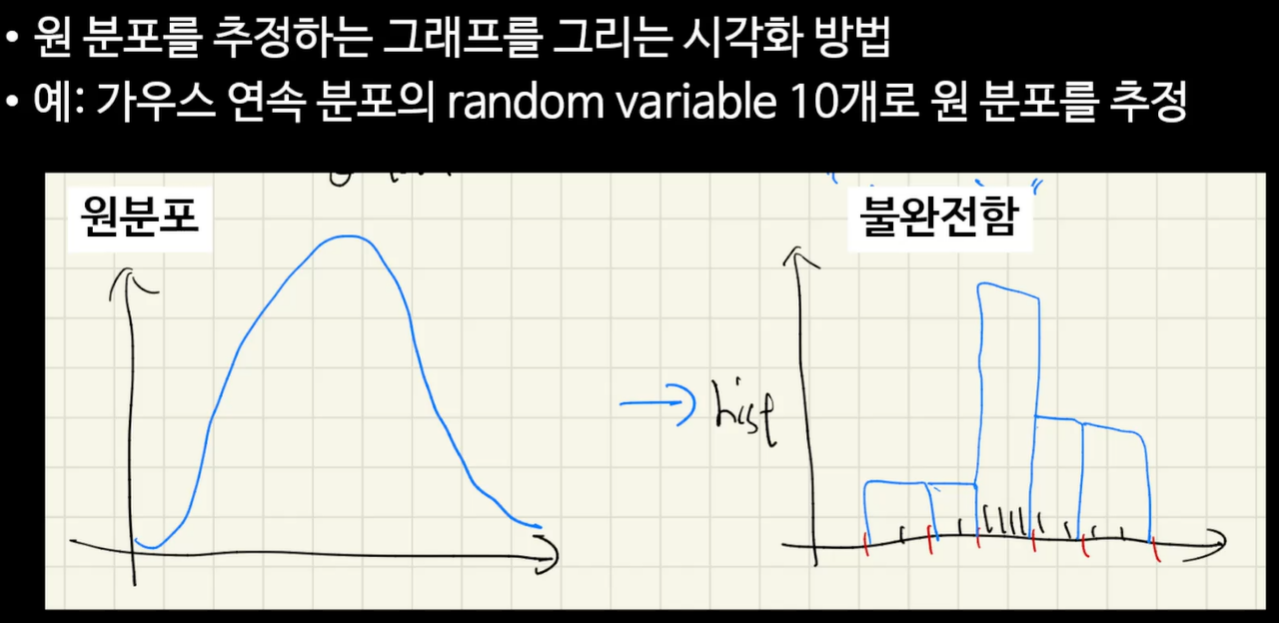 • 원 분포를 추정하는 그래프를 그리는 시각화 방법
• 예: 가우스 연속 분포의 random variable 10개로 원 분포를 추정
원분포
불완전함
hist